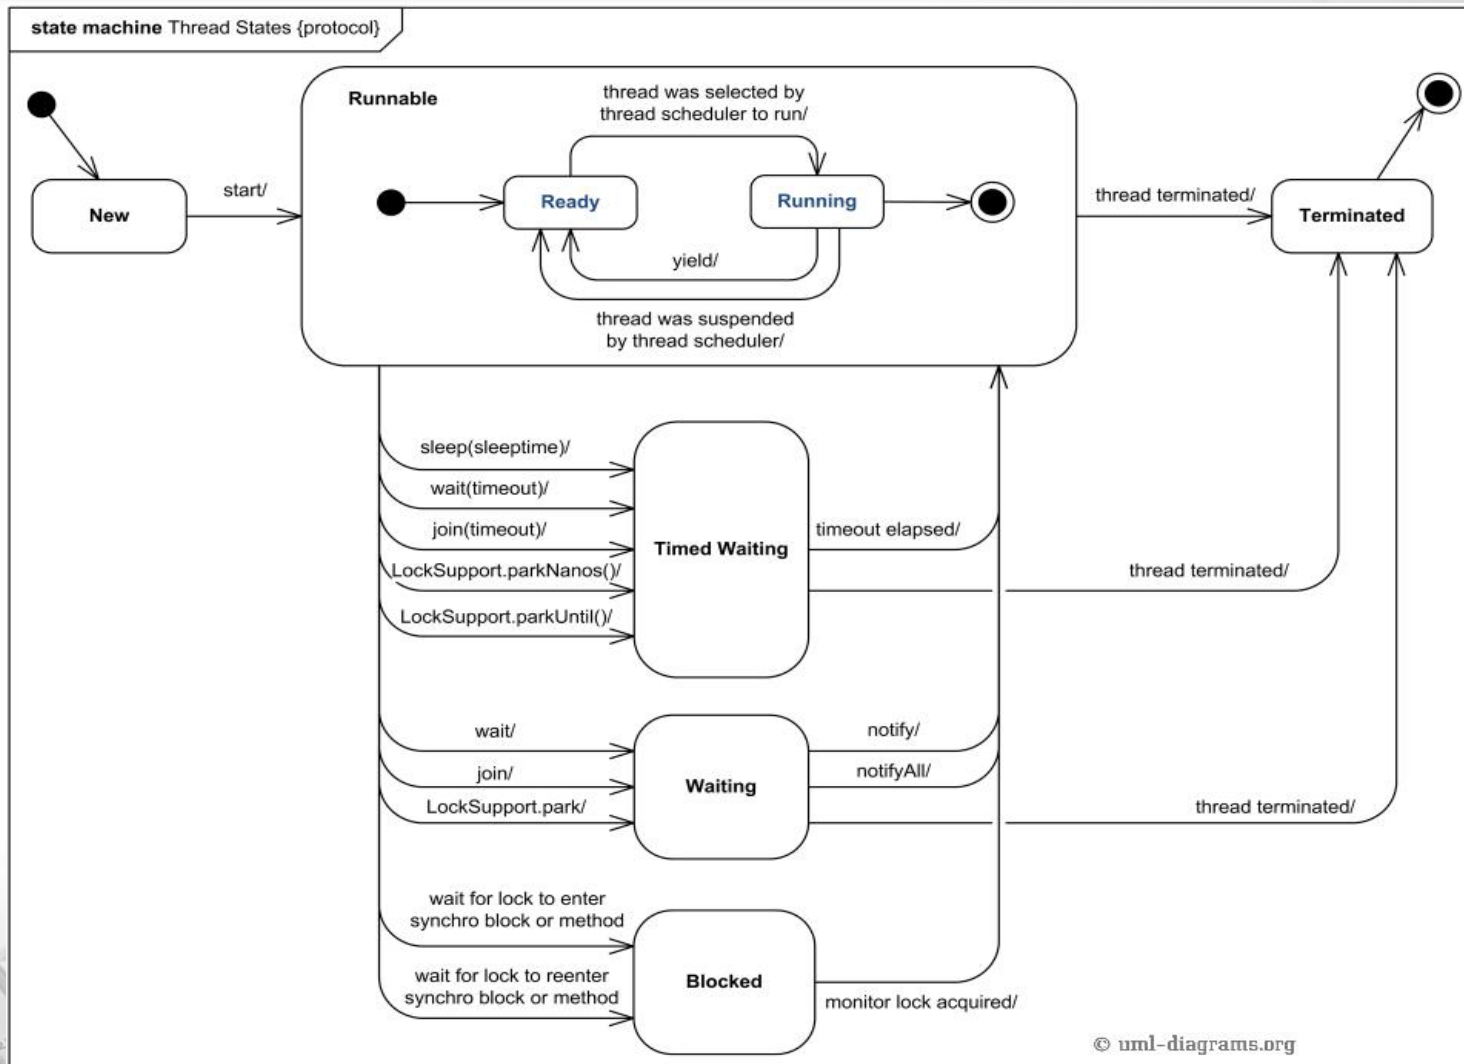 state machine Thread States {protocol}
Runnable
thread was selected by
thread scheduler to run/
New
start/
Ready
Running
yield/
thread was suspended
by thread scheduler/
thread terminated/
Terminated
sleep(sleeptime)/
wait(timeout)/
join(timeout)/
LockSupport.parkNanos()/
LockSupport.parkUntil()/
Timed Waiting
timeout elapsed/
thread terminated/
wait/
join/
LockSupport.park/
Waiting
notify/
notifyAll/
thread terminated/
wait for lock to enter
synchro block or method
wait for lock to reenter
synchro block or method
Blocked
monitor lock acquired/
© uml-diagrams.org